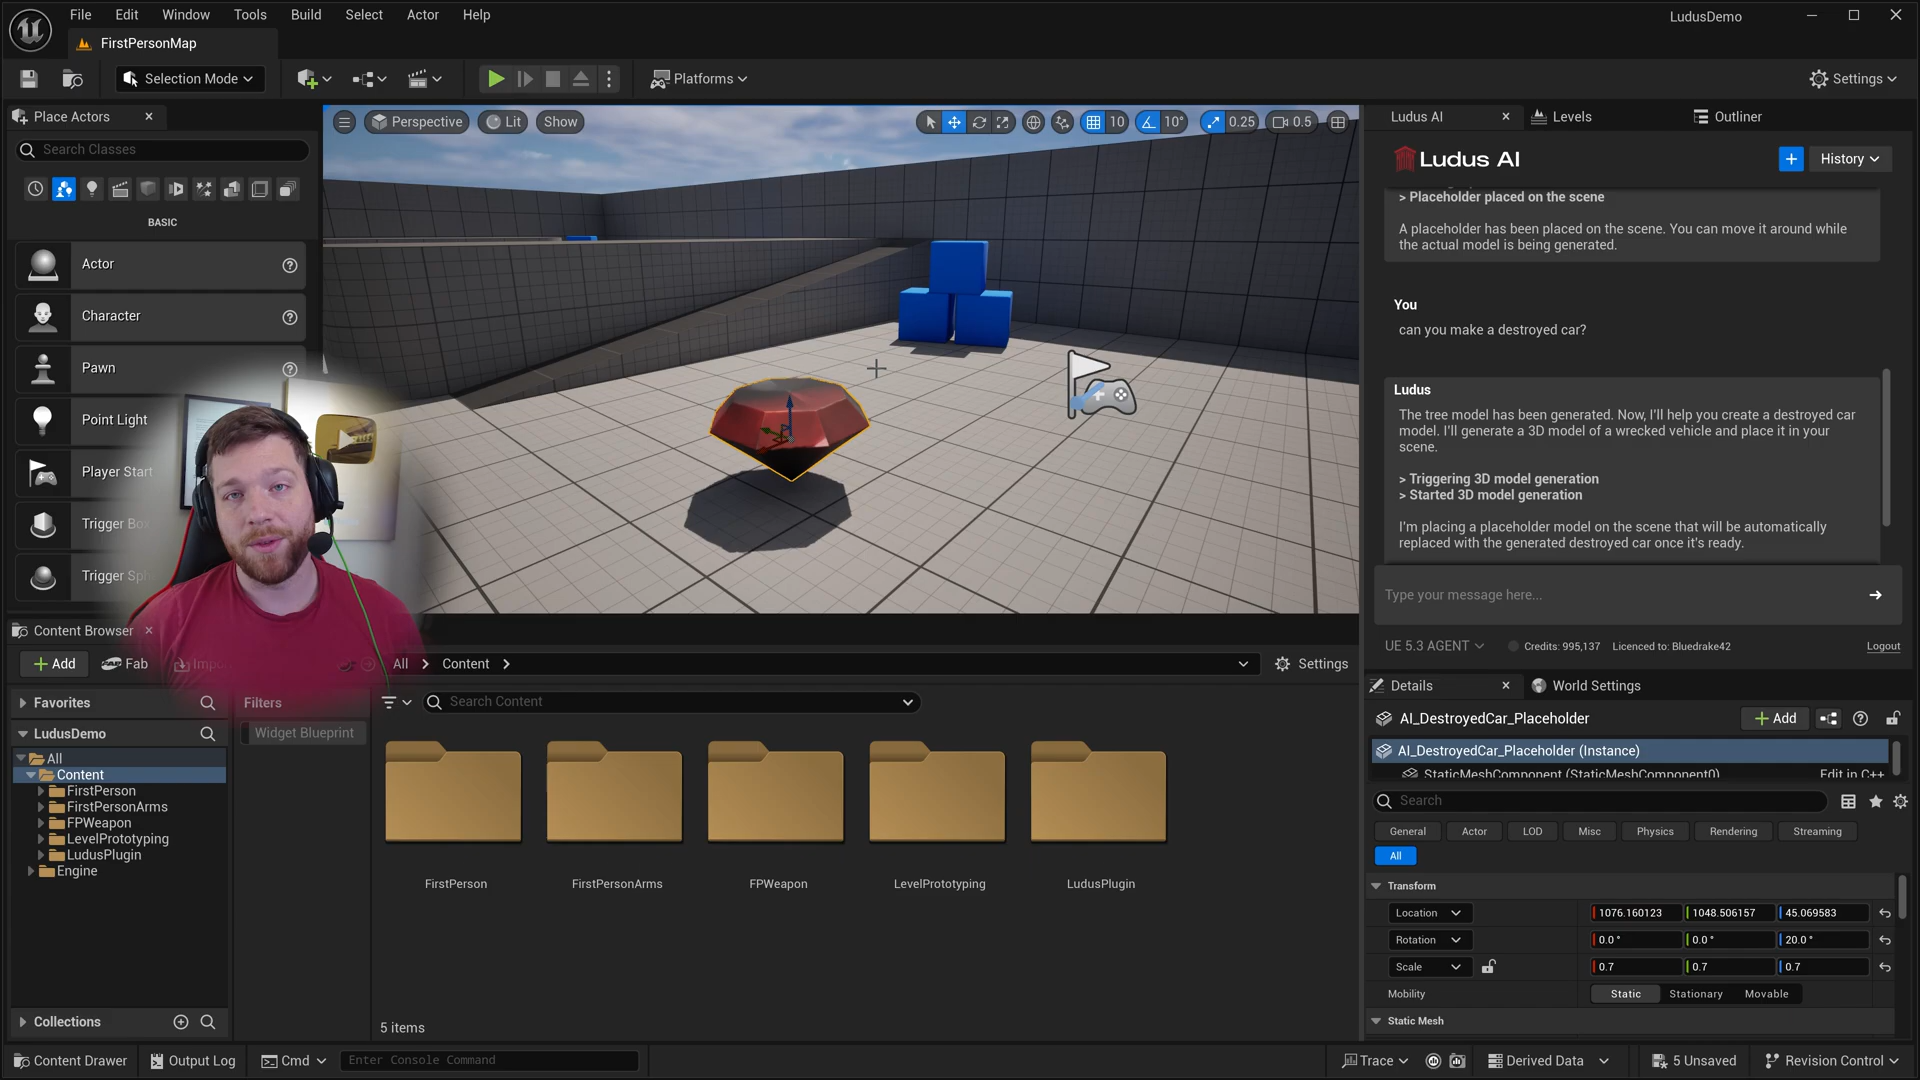 File Edit Window Tools Build Select Actor Help
LudusDemo
FirstPersonMap
Selection Mode
Platforms
Settings
Place Actors
Search Classes
BASIC
Actor
Character
Pawn
Point Light
Player Start
Trigger Box
Trigger Sph
Perspective
Lit
Show
10
10°
0.25
0.5
Ludus AI
Levels
Outliner
Ludus AI
History
> Placeholder placed on the scene
A placeholder has been placed on the scene. You can move it around while
the actual model is being generated.
You
can you make a destroyed car?
Ludus
The tree model has been generated. Now, I'll help you create a destroyed car
model. I'll generate a 3D model of a wrecked vehicle and place it in your
scene.
> Triggering 3D model generation
> Started 3D model generation
I'm placing a placeholder model on the scene that will be automatically
replaced with the generated destroyed car once it's ready.
Type your message here...
UE 5.3 AGENT
Credits: 995,137
Licenced to: Bluedrake42
Logout
Content Browser
Add
Fab
Impo
All
Content
Settings
Favorites
Filters
Search Content
LudusDemo
Widget Blueprint
All
Content
FirstPerson
FirstPersonArms
FPWeapon
LevelPrototyping
LudusPlugin
Engine
FirstPerson
FirstPersonArms
FPWeapon
LevelPrototyping
LudusPlugin
Collections
5 items
Details
World Settings
AI_DestroyedCar_Placeholder
Add
AI_DestroyedCar_Placeholder (Instance)
StaticMeshComponent (StaticMeshComponent0)
Edit in C++
Search
General
Actor
LOD
Misc
Physics
Rendering
Streaming
All
Transform
Location 1076.160123 1048.506157 45.069583
Rotation 0.0 ° 0.0 ° 20.0 °
Scale 0.7 0.7 0.7
Mobility Static Stationary Movable
Static Mesh
Content Drawer
Output Log
Cmd
Enter Console Command
Trace
Derived Data
5 Unsaved
Revision Control